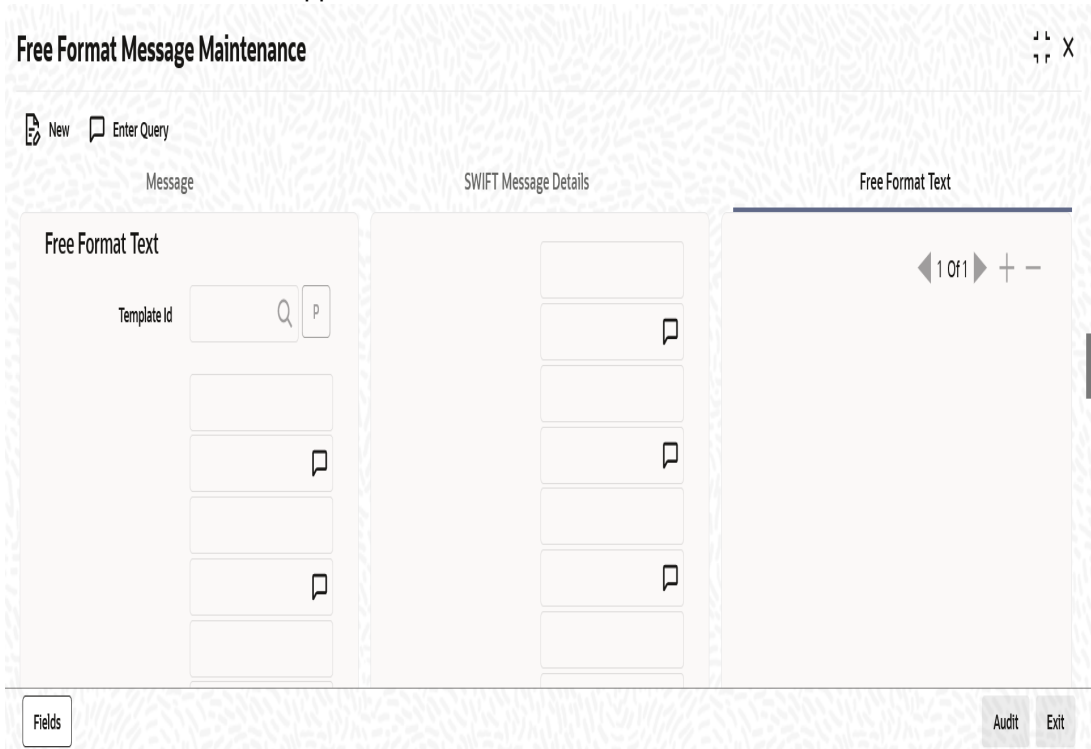 Free Format Message Maintenance
New Enter Query
Message SWIFT Message Details Free Format Text
Free Format Text
1 Of 1
Template Id P
Fields Audit Exit